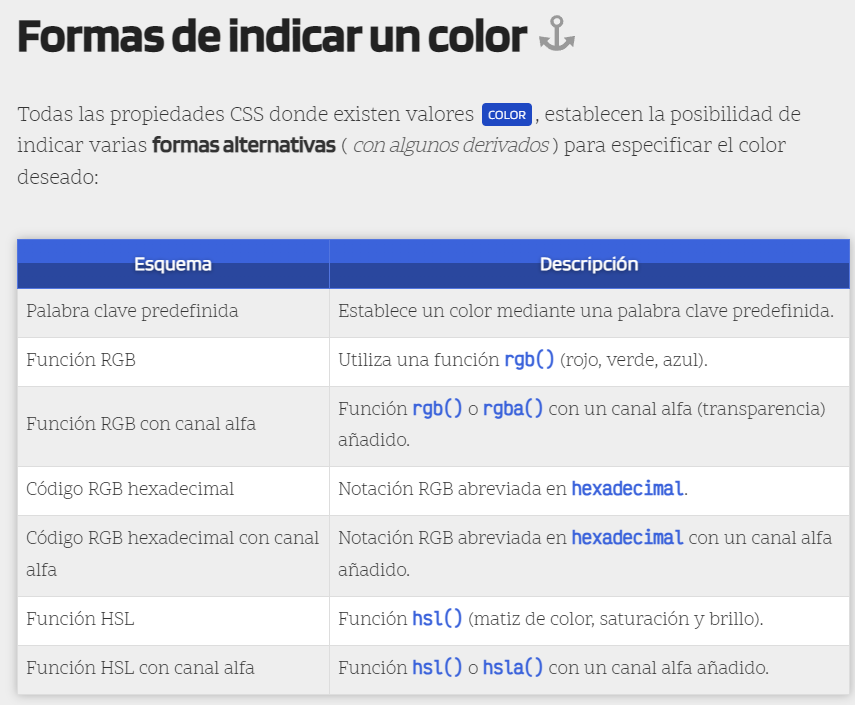 Formas de indicar un color
Todas las propiedades CSS donde existen valores COLOR, establecen la posibilidad de
indicar varias formas alternativas ( con algunos derivados ) para especificar el color
deseado:
Esquema Descripción
Palabra clave predefinida Establece un color mediante una palabra clave predefinida.
Función RGB Utiliza una función rgb() (rojo, verde, azul).
Función RGB con canal alfa Función rgb() o rgba() con un canal alfa (transparencia)
añadido.
Código RGB hexadecimal Notación RGB abreviada en hexadecimal.
Código RGB hexadecimal con canal
alfa
Notación RGB abreviada en hexadecimal con un canal alfa
añadido.
Función HSL Función hsl() (matiz de color, saturación y brillo).
Función HSL con canal alfa Función hsl() o hsla() con un canal alfa añadido.